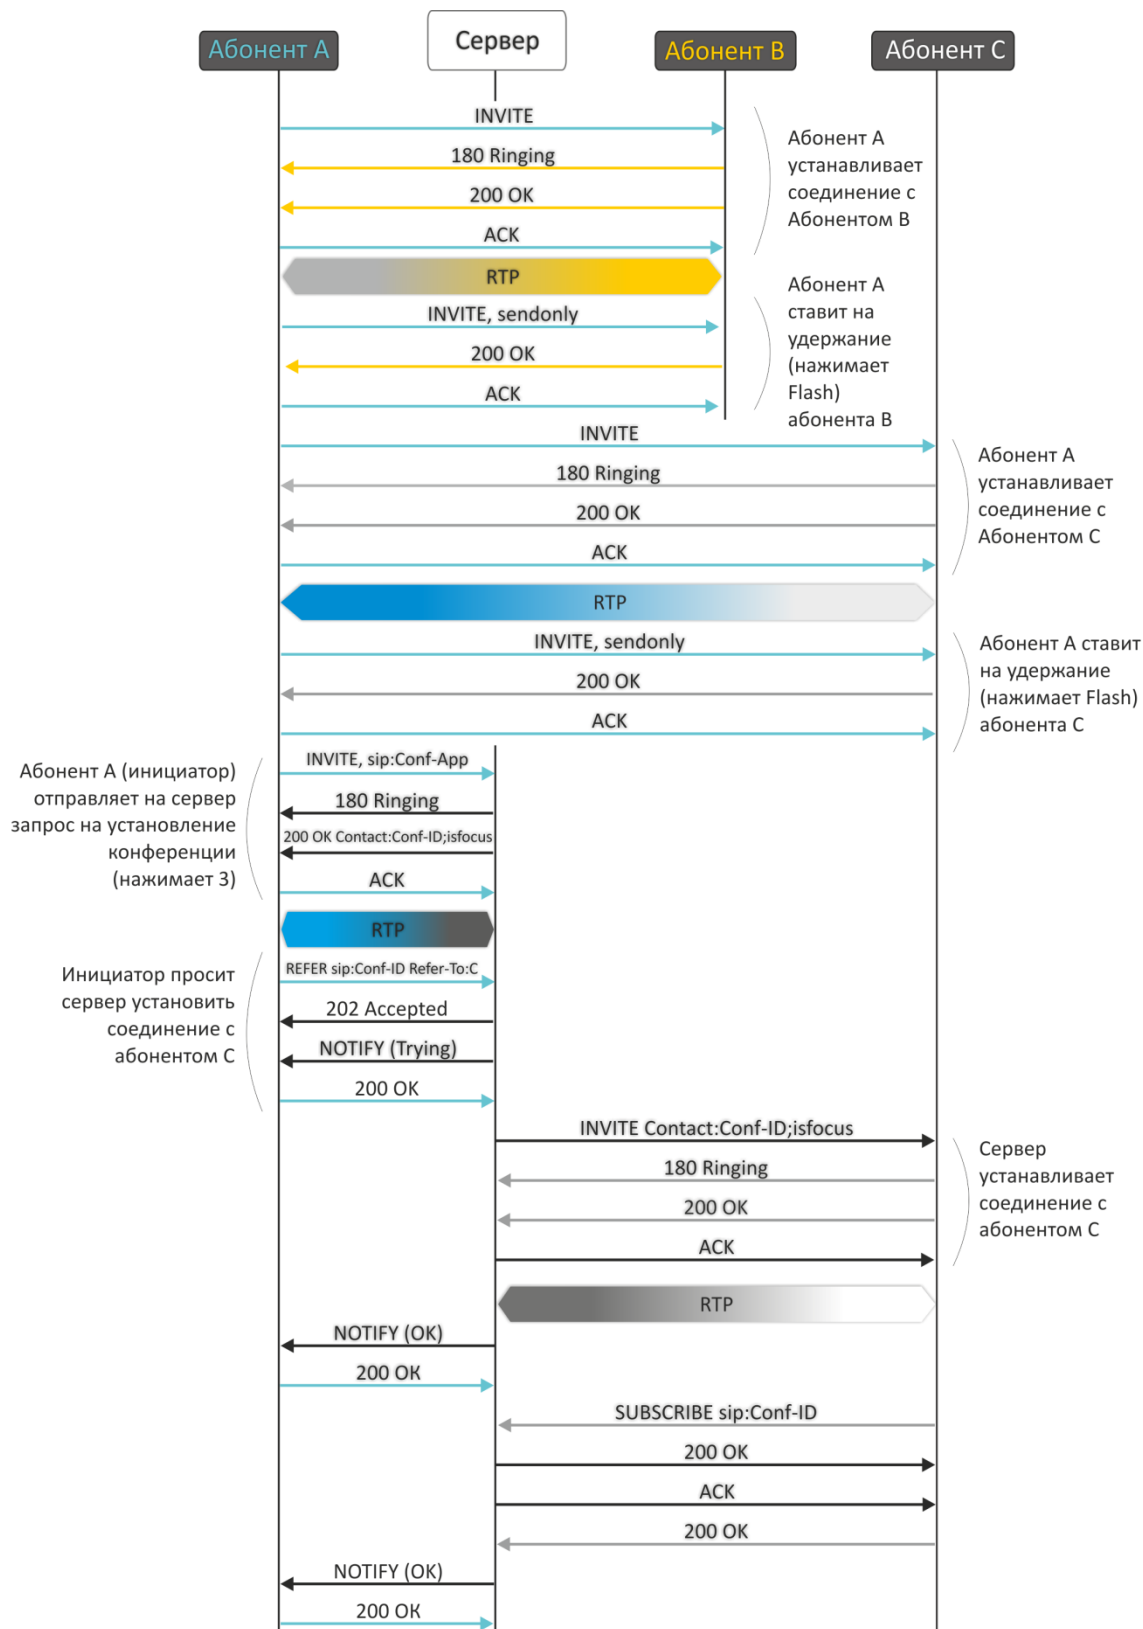 Абонент А
Сервер
Абонент В
Абонент С
INVITE
180 Ringing
200 OK
ACK
Абонент А
устанавливает
соединение с
Абонентом В
RTP
INVITE, sendonly
200 OK
ACK
Абонент А
ставит на
удержание
(нажимает
Flash)
абонента В
INVITE
180 Ringing
200 OK
ACK
Абонент А
устанавливает
соединение с
Абонентом С
RTP
INVITE, sendonly
200 OK
ACK
Абонент А ставит
на удержание
(нажимает Flash)
абонента С
Абонент А (инициатор)
отправляет на сервер
запрос на установление
конференции
(нажимает 3)
INVITE, sip:Conf-App
180 Ringing
200 OK Contact:Conf-ID;isfocus
ACK
RTP
Инициатор просит
сервер установить
соединение с
абонентом С
REFER sip:Conf-ID Refer-To:C
202 Accepted
NOTIFY (Trying)
200 OK
INVITE Contact:Conf-ID;isfocus
180 Ringing
200 OK
ACK
Сервер
устанавливает
соединение с
абонентом С
RTP
NOTIFY (OK)
200 OK
SUBSCRIBE sip:Conf-ID
200 OK
ACK
200 OK
NOTIFY (OK)
200 OK